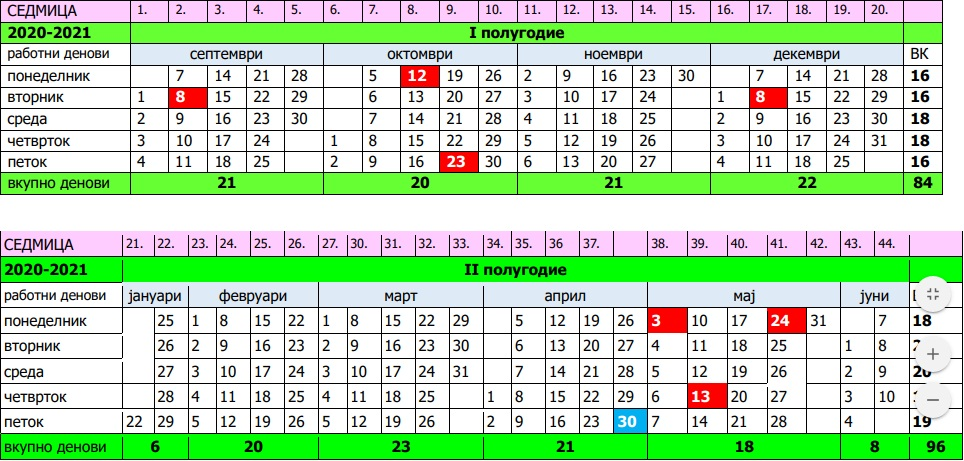 СЕДМИЦА 1. 2. 3. 4. 5. 6. 7. 8. 9. 10. 11. 12. 13. 14. 15. 16. 17. 18. 19. 20.
2020-2021 I полугодие
работни денови септември октомври ноември декември ВК
понеделник 7 14 21 28 5 12 19 26 2 9 16 23 30 7 14 21 28 16
вторник 1 8 15 22 29 6 13 20 27 3 10 17 24 1 8 15 22 29 16
среда 2 9 16 23 30 7 14 21 28 4 11 18 25 2 9 16 23 30 18
четврток 3 10 17 24 1 8 15 22 29 5 12 19 26 3 10 17 24 31 18
петок 4 11 18 25 2 9 16 23 30 6 13 20 27 4 11 18 25 16
вкупно денови 21 20 21 22 84
СЕДМИЦА 21. 22. 23. 24. 25. 26. 27. 30. 31. 32. 33. 34. 35. 36 37. 38. 39. 40. 41. 42. 43. 44.
2020-2021 II полугодие
работни денови јануари февруари март април мај јуни
понеделник 25 1 8 15 22 1 8 15 22 29 5 12 19 26 3 10 17 24 31 7 18
вторник 26 2 9 16 23 2 9 16 23 30 6 13 20 27 4 11 18 25 1 8
среда 27 3 10 17 24 3 10 17 24 31 7 14 21 28 5 12 19 26 2 9 20
четврток 28 4 11 18 25 4 11 18 25 1 8 15 22 29 6 13 20 27 3 10
петок 22 29 5 12 19 26 5 12 19 26 2 9 16 23 30 7 14 21 28 4 19
вкупно денови 6 20 23 21 18 8 96